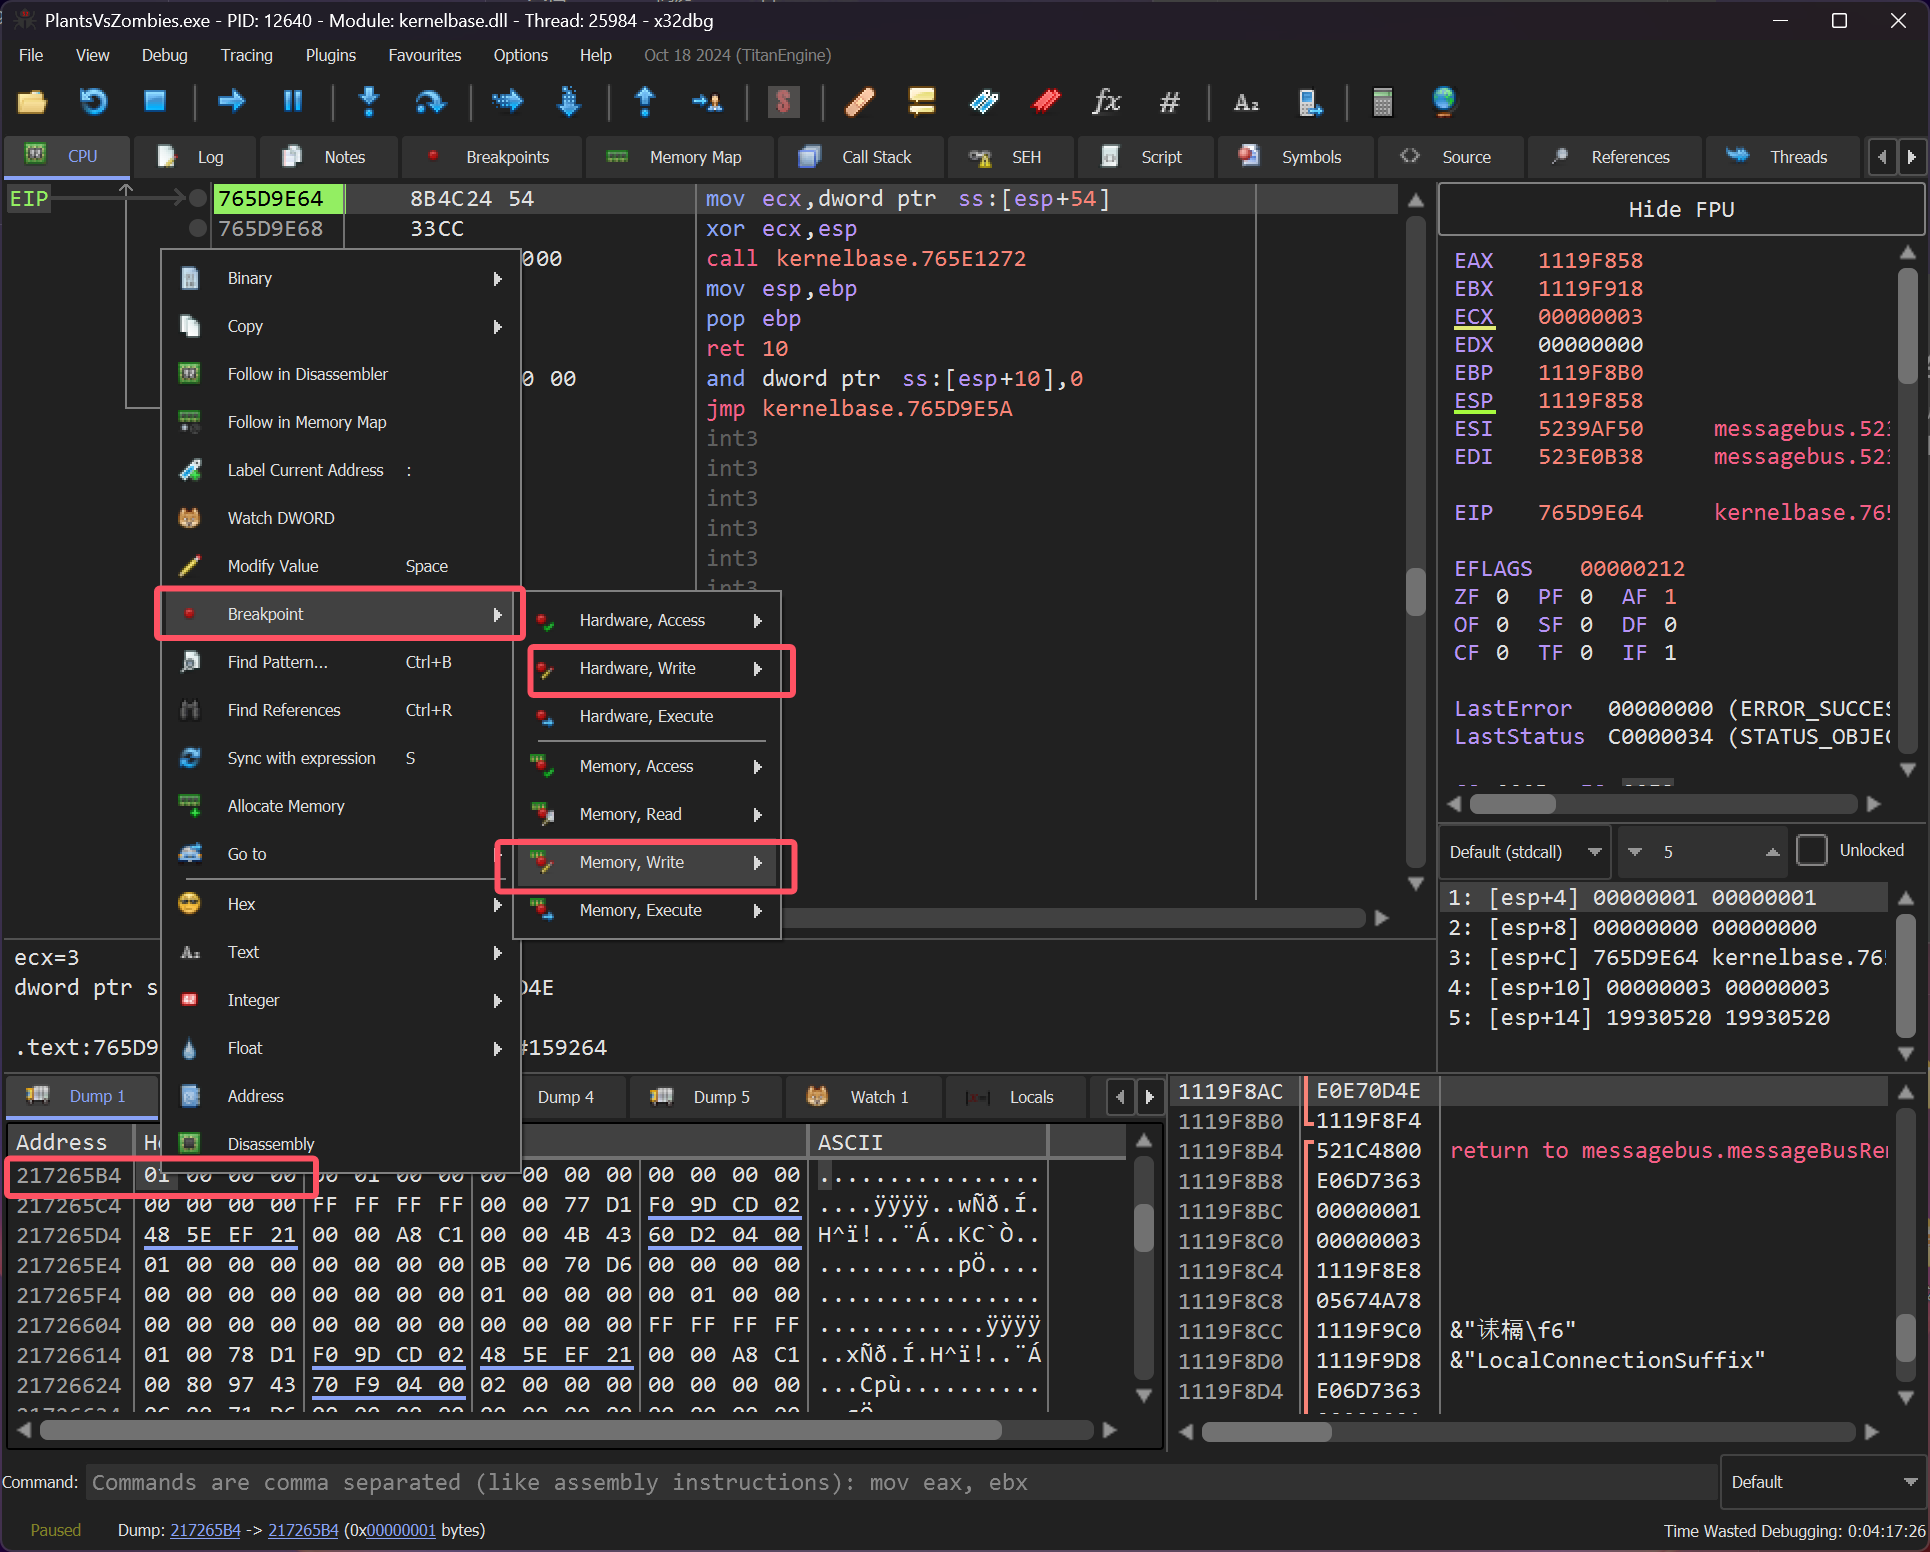 PlantsVsZombies.exe - PID: 12640 - Module: kernelbase.dll - Thread: 25984 - x32dbg
File View Debug Tracing Plugins Favourites Options Help Oct 18 2024 (TitanEngine)
CPU Log Notes Breakpoints Memory Map Call Stack SEH Script Symbols Source References Threads
EIP 765D9E64 8B4C24 54 mov ecx,dword ptr ss:[esp+54]
765D9E68 33CC xor ecx,esp
000 call kernelbase.765E1272
mov esp,ebp
pop ebp
ret 10
0 00 and dword ptr ss:[esp+10],0
jmp kernelbase.765D9E5A
int3
int3
int3
int3
int3
int3
Binary
Copy
Follow in Disassembler
Follow in Memory Map
Label Current Address :
Watch DWORD
Modify Value Space
Breakpoint
Find Pattern... Ctrl+B
Find References Ctrl+R
Sync with expression S
Allocate Memory
Go to
Hex
Text
Integer
Float
Address
Disassembly
Hardware, Access
Hardware, Write
Hardware, Execute
Memory, Access
Memory, Read
Memory, Write
Memory, Execute
Hide FPU
EAX 1119F858
EBX 1119F918
ECX 00000003
EDX 00000000
EBP 1119F8B0
ESP 1119F858
ESI 5239AF50 messagebus.523
EDI 523E0B38 messagebus.523
EIP 765D9E64 kernelbase.765
EFLAGS 00000212
ZF 0 PF 0 AF 1
OF 0 SF 0 DF 0
CF 0 TF 0 IF 1
LastError 00000000 (ERROR_SUCCES
LastStatus C0000034 (STATUS_OBJEC
Default (stdcall) 5 Unlocked
1: [esp+4] 00000001 00000001
2: [esp+8] 00000000 00000000
3: [esp+C] 765D9E64 kernelbase.765
4: [esp+10] 00000003 00000003
5: [esp+14] 19930520 19930520
ecx=3
dword ptr s D4E
.text:765D9 #159264
Dump 1 Dump 4 Dump 5 Watch 1 Locals
Address He ASCII
217265B4 01 00 00 00 00 01 00 00 00 00 00 00 00 00 00 00 ................
217265C4 00 00 00 00 FF FF FF FF 00 00 77 D1 F0 9D CD 02 ....ÿÿÿÿ..wÑð.Í.
217265D4 48 5E EF 21 00 00 A8 C1 00 00 4B 43 60 D2 04 00 H^ï!..¨Á..KC`Ò..
217265E4 01 00 00 00 00 00 00 00 0B 00 70 D6 00 00 00 00 ..........pÖ....
217265F4 00 00 00 00 00 00 00 00 01 00 00 00 00 01 00 00 ................
21726604 00 00 00 00 00 00 00 00 00 00 00 00 FF FF FF FF ............ÿÿÿÿ
21726614 01 00 78 D1 F0 9D CD 02 48 5E EF 21 00 00 A8 C1 ..xÑð.Í.H^ï!..¨Á
21726624 00 80 97 43 70 F9 04 00 02 00 00 00 00 00 00 00 ...Cpù..........
1119F8AC E0E70D4E
1119F8B0 1119F8F4
1119F8B4 521C4800 return to messagebus.messageBusRem
1119F8B8 E06D7363
1119F8BC 00000001
1119F8C0 00000003
1119F8C4 1119F8E8
1119F8C8 05674A78
1119F8CC 1119F9C0 &"\f6"
1119F8D0 1119F9D8 &"LocalConnectionSuffix"
1119F8D4 E06D7363
Command: Commands are comma separated (like assembly instructions): mov eax, ebx Default
Paused Dump: 217265B4 -> 217265B4 (0x00000001 bytes) Time Wasted Debugging: 0:04:17:26